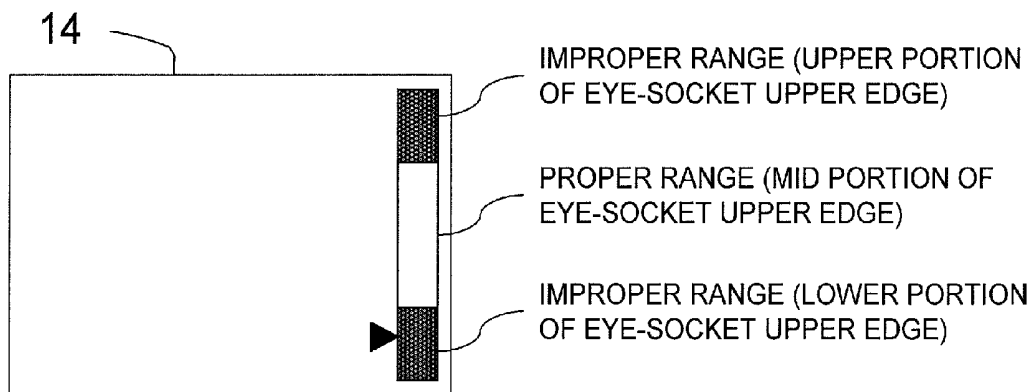 14
IMPROPER RANGE (UPPER PORTION
OF EYE-SOCKET UPPER EDGE)
PROPER RANGE (MID PORTION OF
EYE-SOCKET UPPER EDGE)
IMPROPER RANGE (LOWER PORTION
OF EYE-SOCKET UPPER EDGE)